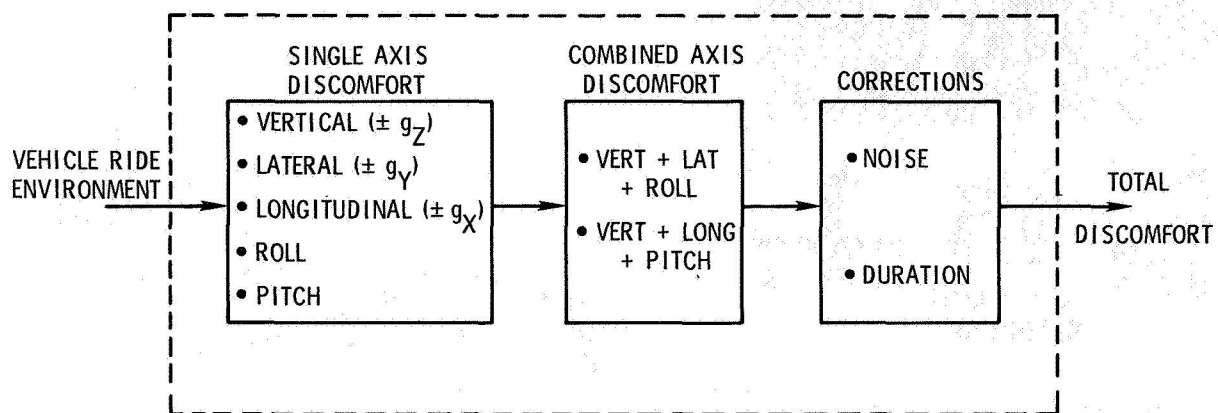 VEHICLE RIDE
ENVIRONMENT
SINGLE AXIS
DISCOMFORT
• VERTICAL (± gZ)
• LATERAL (± gY)
• LONGITUDINAL (± gX)
• ROLL
• PITCH
COMBINED AXIS
DISCOMFORT
• VERT + LAT
+ ROLL
• VERT + LONG
+ PITCH
CORRECTIONS
• NOISE
• DURATION
TOTAL
DISCOMFORT